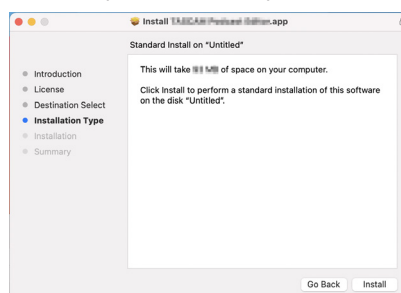 Install .app
Standard Install on “Untitled”
Introduction
License
Destination Select
Installation Type
Installation
Summary
This will take of space on your computer.
Click Install to perform a standard installation of this software
on the disk “Untitled”.
Go Back
Install